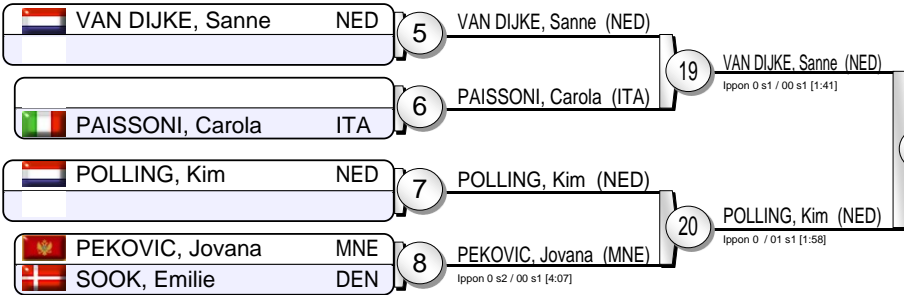 VAN DIJKE, Sanne NED
5
VAN DIJKE, Sanne (NED)
19
VAN DIJKE, Sanne (NED)
Ippon 0 s1 / 00 s1 [1:41]
6
PAISSONI, Carola (ITA)
PAISSONI, Carola ITA
POLLING, Kim NED
7
POLLING, Kim (NED)
20
POLLING, Kim (NED)
Ippon 0 / 01 s1 [1:58]
PEKOVIC, Jovana MNE
8
PEKOVIC, Jovana (MNE)
Ippon 0 s2 / 00 s1 [4:07]
SOOK, Emilie DEN